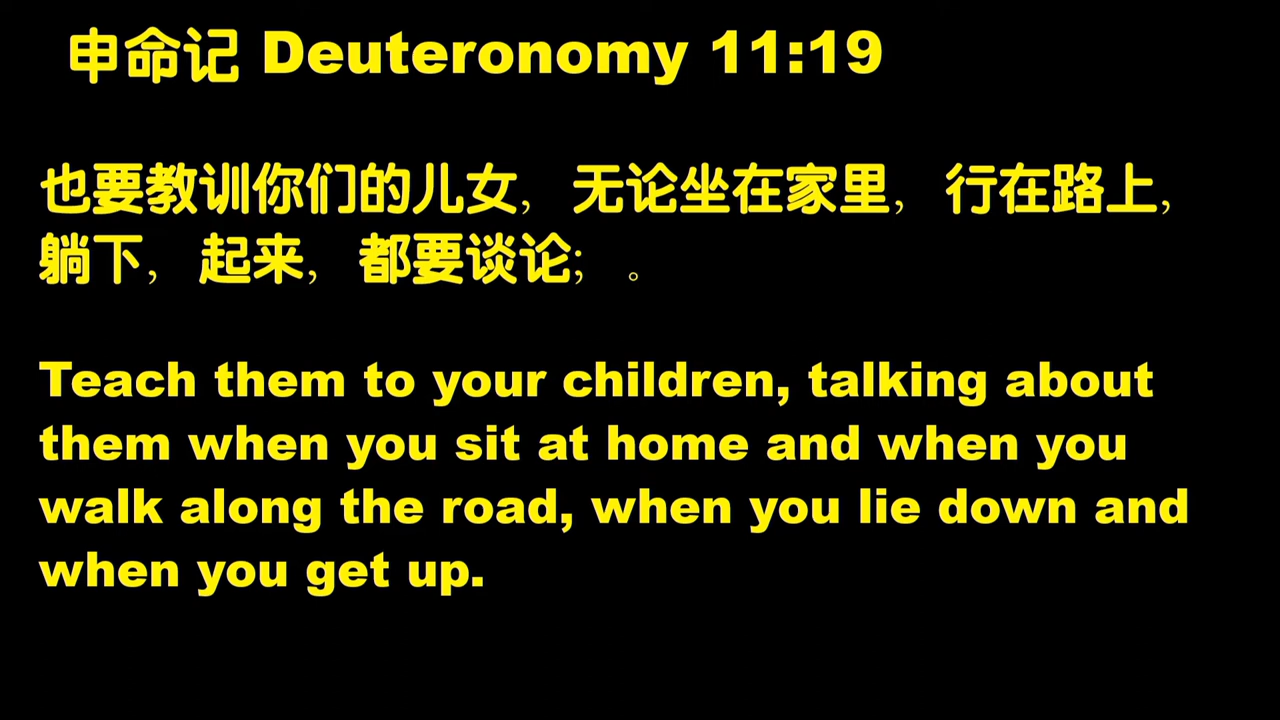 申命记 Deuteronomy 11:19
也要教训你们的儿女, 无论坐在家里, 行在路上,
躺下, 起来, 都要谈论; 。
Teach them to your children, talking about
them when you sit at home and when you
walk along the road, when you lie down and
when you get up.